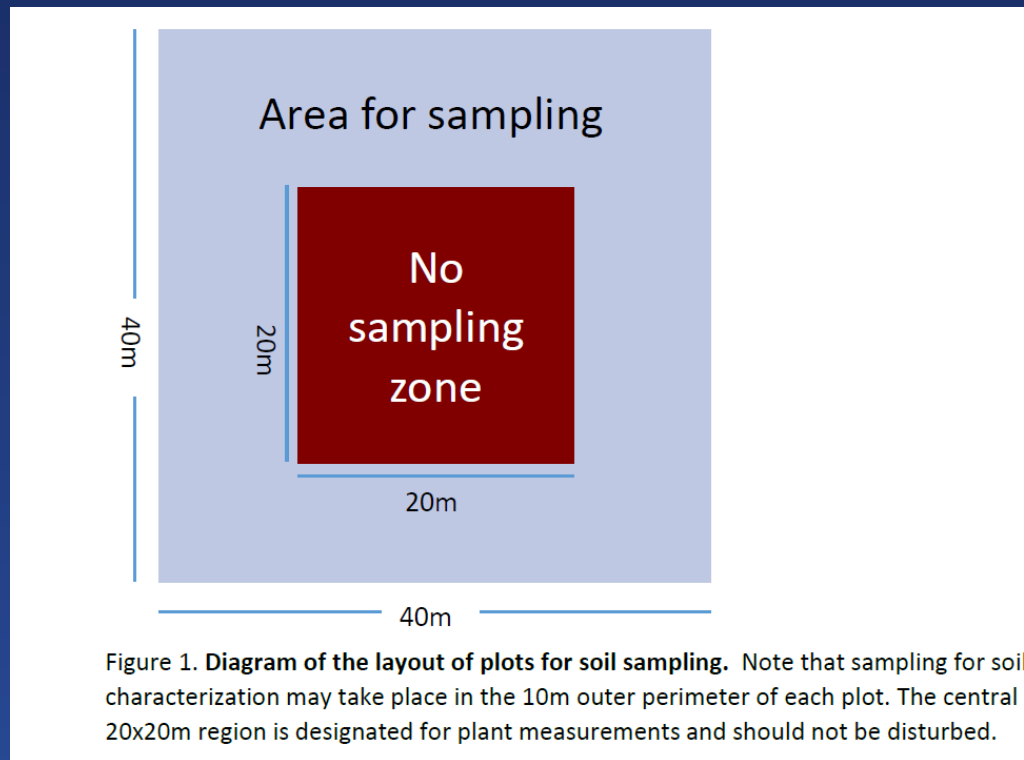 Area for sampling
No
sampling
zone
40m
20m
20m
40m
Figure 1. Diagram of the layout of plots for soil sampling. Note that sampling for soil
characterization may take place in the 10m outer perimeter of each plot. The central
20x20m region is designated for plant measurements and should not be disturbed.